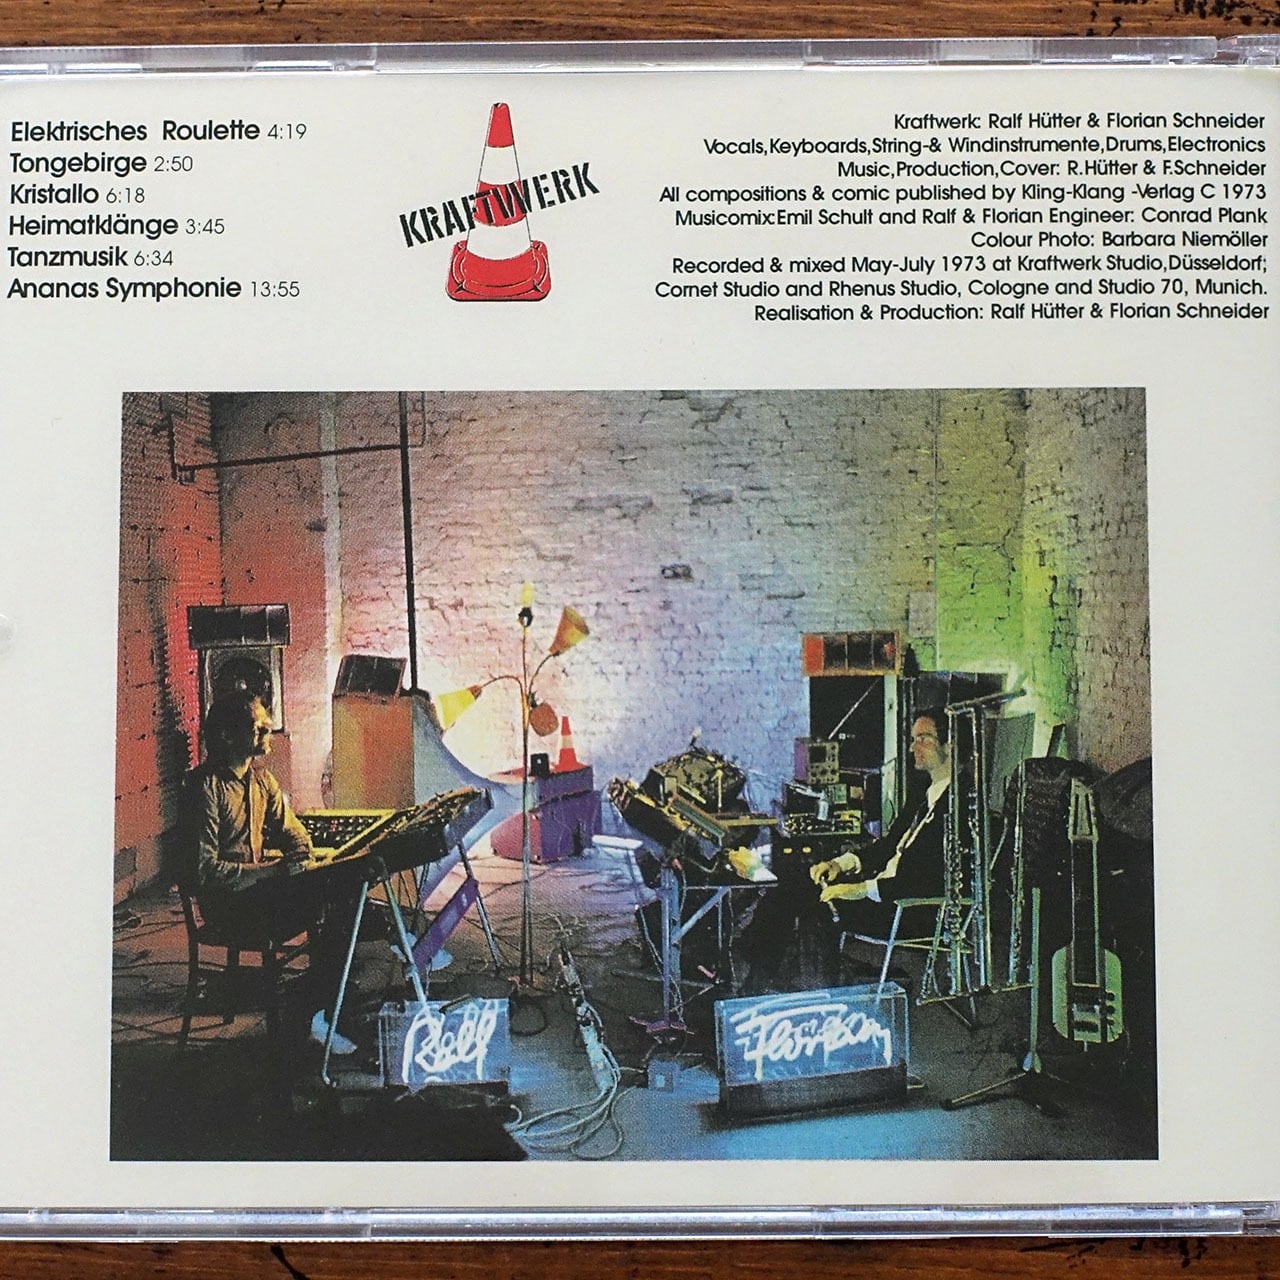 Elektrisches Roulette 4:19
Tongebirge 2:50
Kristallo 6:18
Heimatklänge 3:45
Tanzmusik 6:34
Ananas Symphonie 13:55
KRAFTWERK
Kraftwerk: Ralf Hütter & Florian Schneider
Vocals,Keyboards,String-& Windinstrumente,Drums,Electronics
Music,Production,Cover: R.Hütter & F.Schneider
All compositions & comic published by Kling-Klang -Verlag C 1973
Musicomix:Emil Schult and Ralf & Florian Engineer: Conrad Plank
Colour Photo: Barbara Niemöller
Recorded & mixed May-July 1973 at Kraftwerk Studio,Düsseldorf;
Cornet Studio and Rhenus Studio, Cologne and Studio 70, Munich.
Realisation & Production: Ralf Hütter & Florian Schneider
Ralf
Florian